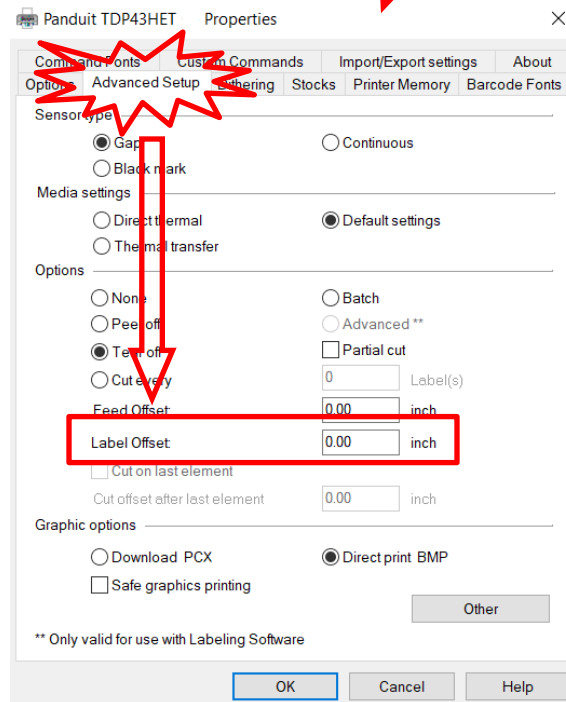 Panduit TDP43HET Properties
Command Fonts Custom Commands Import/Export settings About
Options Advanced Setup Dithering Stocks Printer Memory Barcode Fonts
Sensor type
Gap Continuous
Black mark
Media settings
Direct thermal Default settings
Thermal transfer
Options
None Batch
Peel off Advanced **
Tear off Partial cut
Cut every 0 Label(s)
Feed Offset: 0.00 inch
Label Offset: 0.00 inch
Cut on last element
Cut offset after last element 0.00 inch
Graphic options
Download PCX Direct print BMP
Safe graphics printing
Other
** Only valid for use with Labeling Software
OK Cancel Help